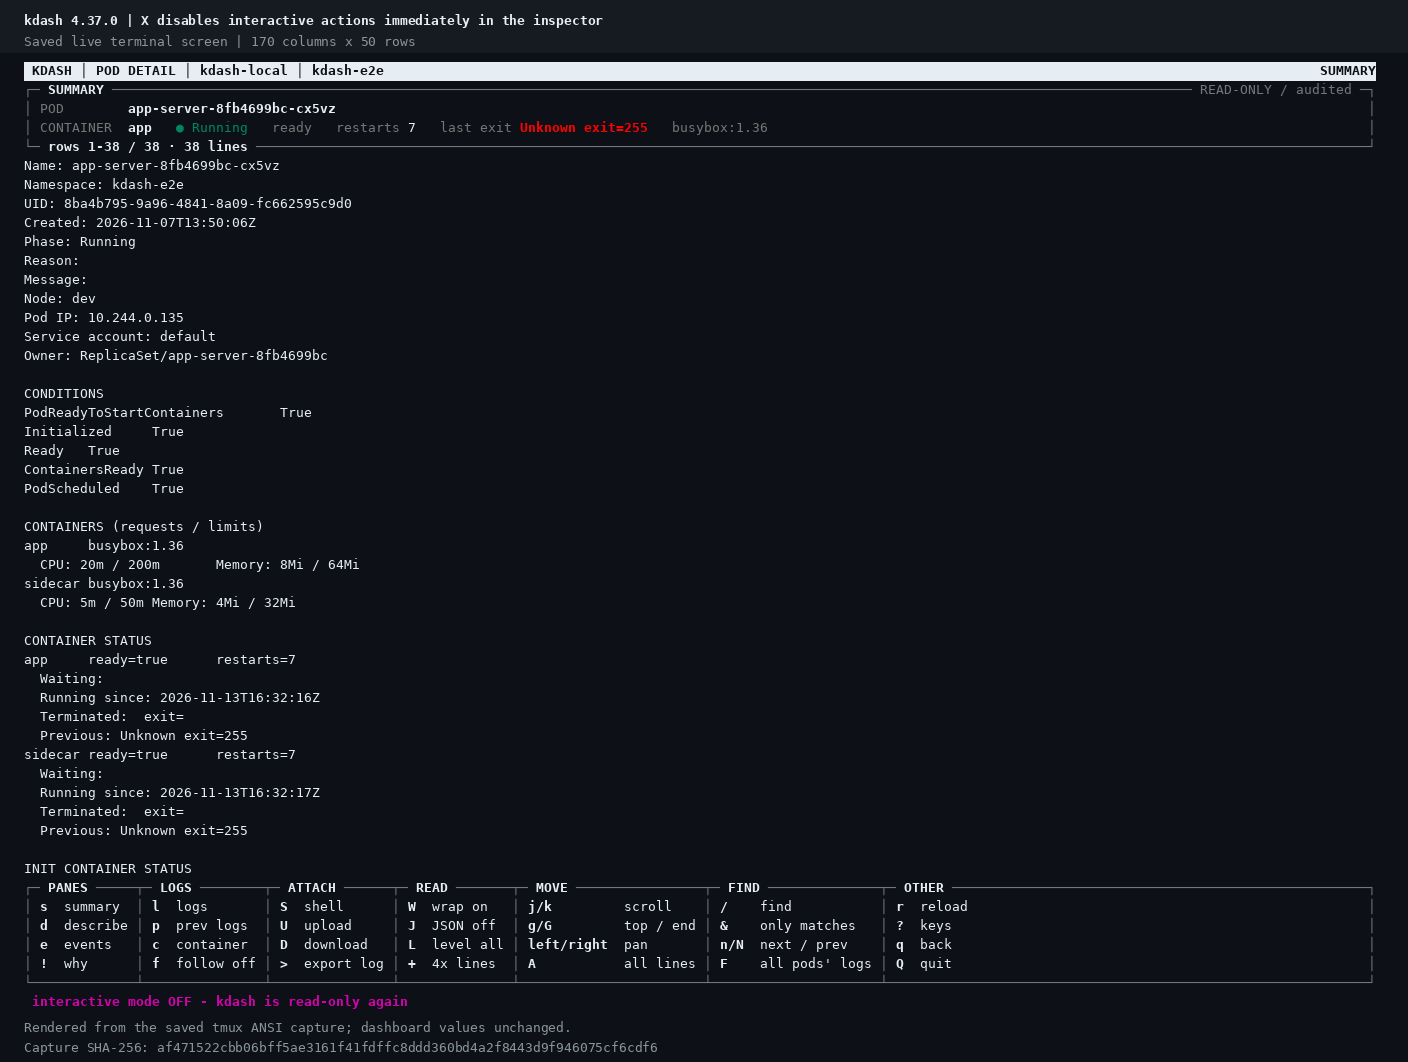 kdash 4.37.0 | X disables interactive actions immediately in the inspector
Saved live terminal screen | 170 columns x 50 rows
KDASH │ POD DETAIL │ kdash-local │ kdash-e2e SUMMARY
SUMMARY READ-ONLY / audited
POD app-server-8fb4699bc-cx5vz
CONTAINER app ● Running ready restarts 7 last exit Unknown exit=255 busybox:1.36
rows 1-38 / 38 · 38 lines
Name: app-server-8fb4699bc-cx5vz
Namespace: kdash-e2e
UID: 8ba4b795-9a96-4841-8a09-fc662595c9d0
Created: 2026-11-07T13:50:06Z
Phase: Running
Reason:
Message:
Node: dev
Pod IP: 10.244.0.135
Service account: default
Owner: ReplicaSet/app-server-8fb4699bc
CONDITIONS
PodReadyToStartContainers True
Initialized True
Ready True
ContainersReady True
PodScheduled True
CONTAINERS (requests / limits)
app busybox:1.36
CPU: 20m / 200m Memory: 8Mi / 64Mi
sidecar busybox:1.36
CPU: 5m / 50m Memory: 4Mi / 32Mi
CONTAINER STATUS
app ready=true restarts=7
Waiting:
Running since: 2026-11-13T16:32:16Z
Terminated: exit=
Previous: Unknown exit=255
sidecar ready=true restarts=7
Waiting:
Running since: 2026-11-13T16:32:17Z
Terminated: exit=
Previous: Unknown exit=255
INIT CONTAINER STATUS
PANES LOGS ATTACH READ MOVE FIND OTHER
s summary │ l logs │ S shell │ W wrap on │ j/k scroll │ / find │ r reload
d describe │ p prev logs │ U upload │ J JSON off │ g/G top / end │ & only matches │ ? keys
e events │ c container │ D download │ L level all │ left/right pan │ n/N next / prev │ q back
! why │ f follow off │ > export log │ + 4x lines │ A all lines │ F all pods' logs │ Q quit
interactive mode OFF - kdash is read-only again
Rendered from the saved tmux ANSI capture; dashboard values unchanged.
Capture SHA-256: af471522cbb06bff5ae3161f41fdffc8ddd360bd4a2f8443d9f946075cf6cdf6